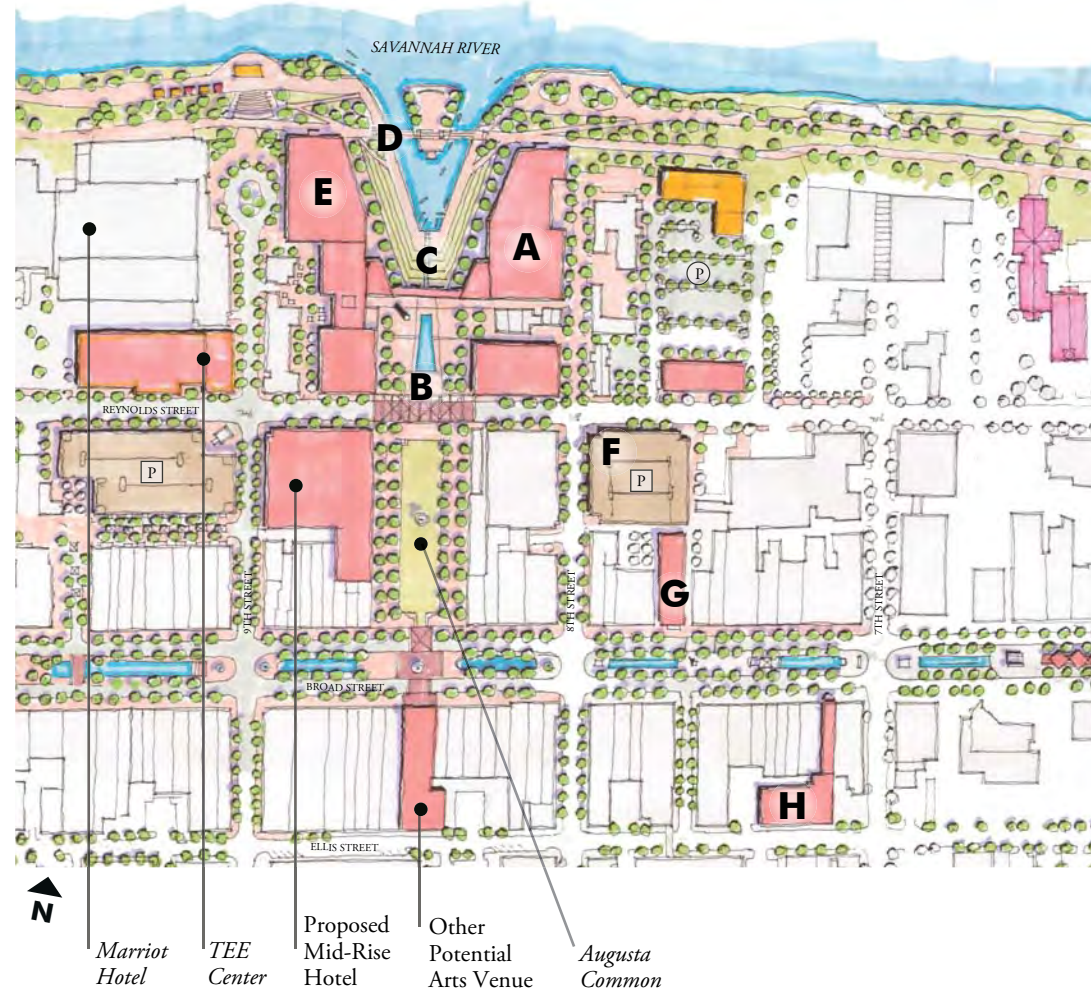 SAVANNAH RIVER
D
E
A
C
P
B
REYNOLDS STREET
F
P
P
G
9TH STREET
8TH STREET
7TH STREET
BROAD STREET
H
ELLIS STREET
N
Marriot
Hotel
TEE
Center
Proposed
Mid-Rise
Hotel
Other
Potential
Arts Venue
Augusta
Common